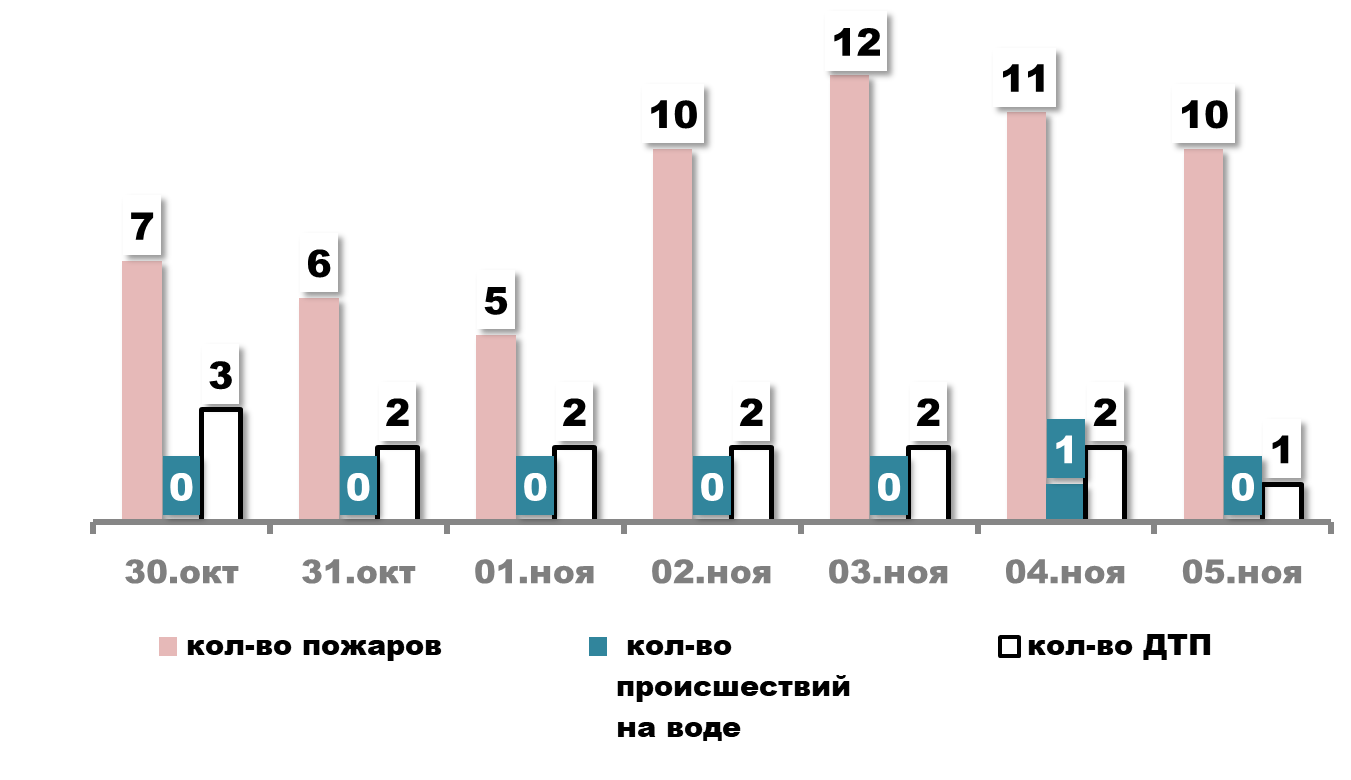 12
11
10
10
7
6
5
3
2
2
2
2
2
1
1
0
0
0
0
0
0
30.окт
31.окт
01.ноя
02.ноя
03.ноя
04.ноя
05.ноя
кол-во пожаров
кол-во
происшествий
на воде
кол-во ДТП